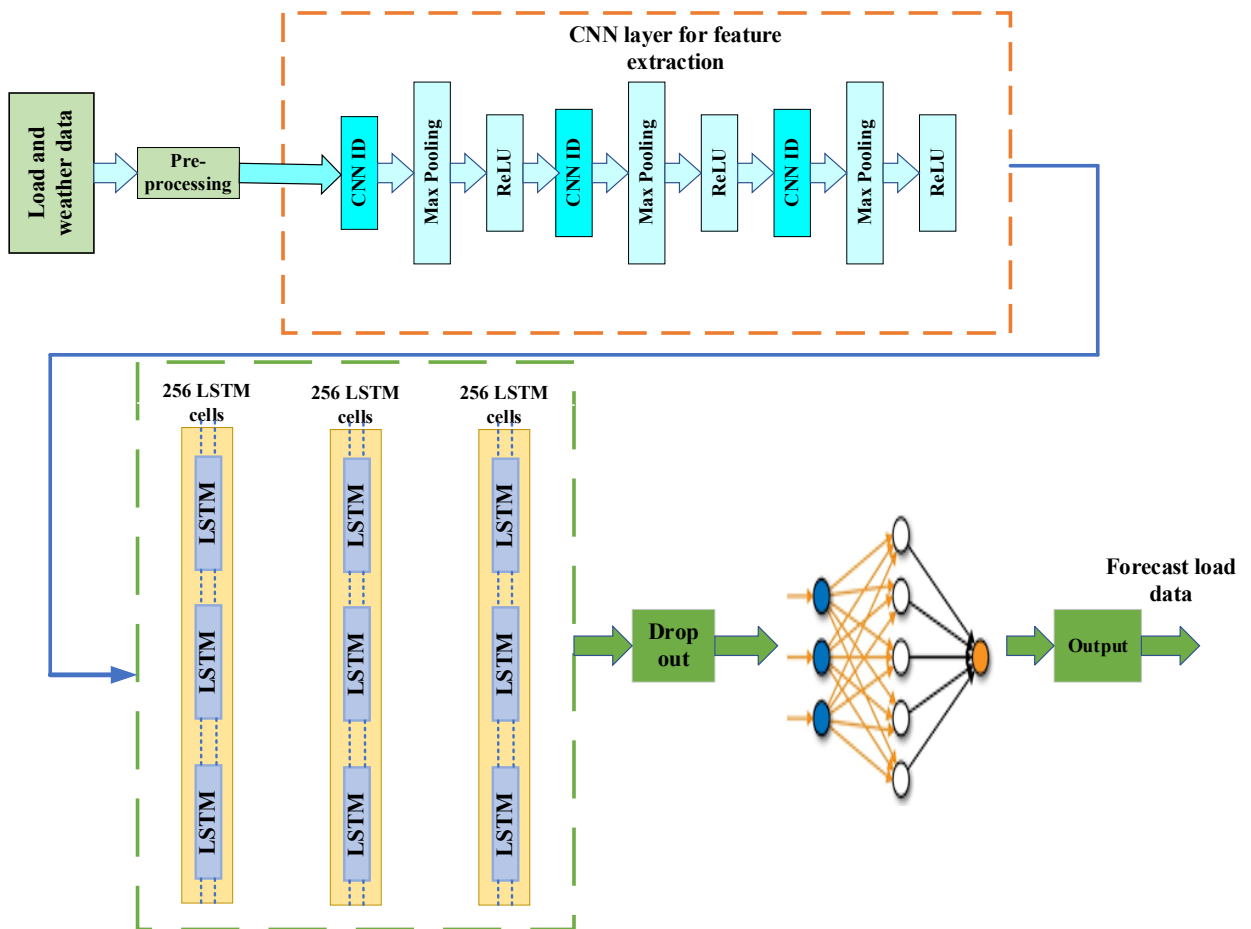 CNN layer for feature
extraction
Load and
weather data
Pre-
processing
CNN ID
Max Pooling
ReLU
CNN ID
Max Pooling
ReLU
CNN ID
Max Pooling
ReLU
256 LSTM
cells
256 LSTM
cells
256 LSTM
cells
LSTM
LSTM
LSTM
LSTM
LSTM
LSTM
LSTM
LSTM
LSTM
Drop
out
Forecast load
data
Output